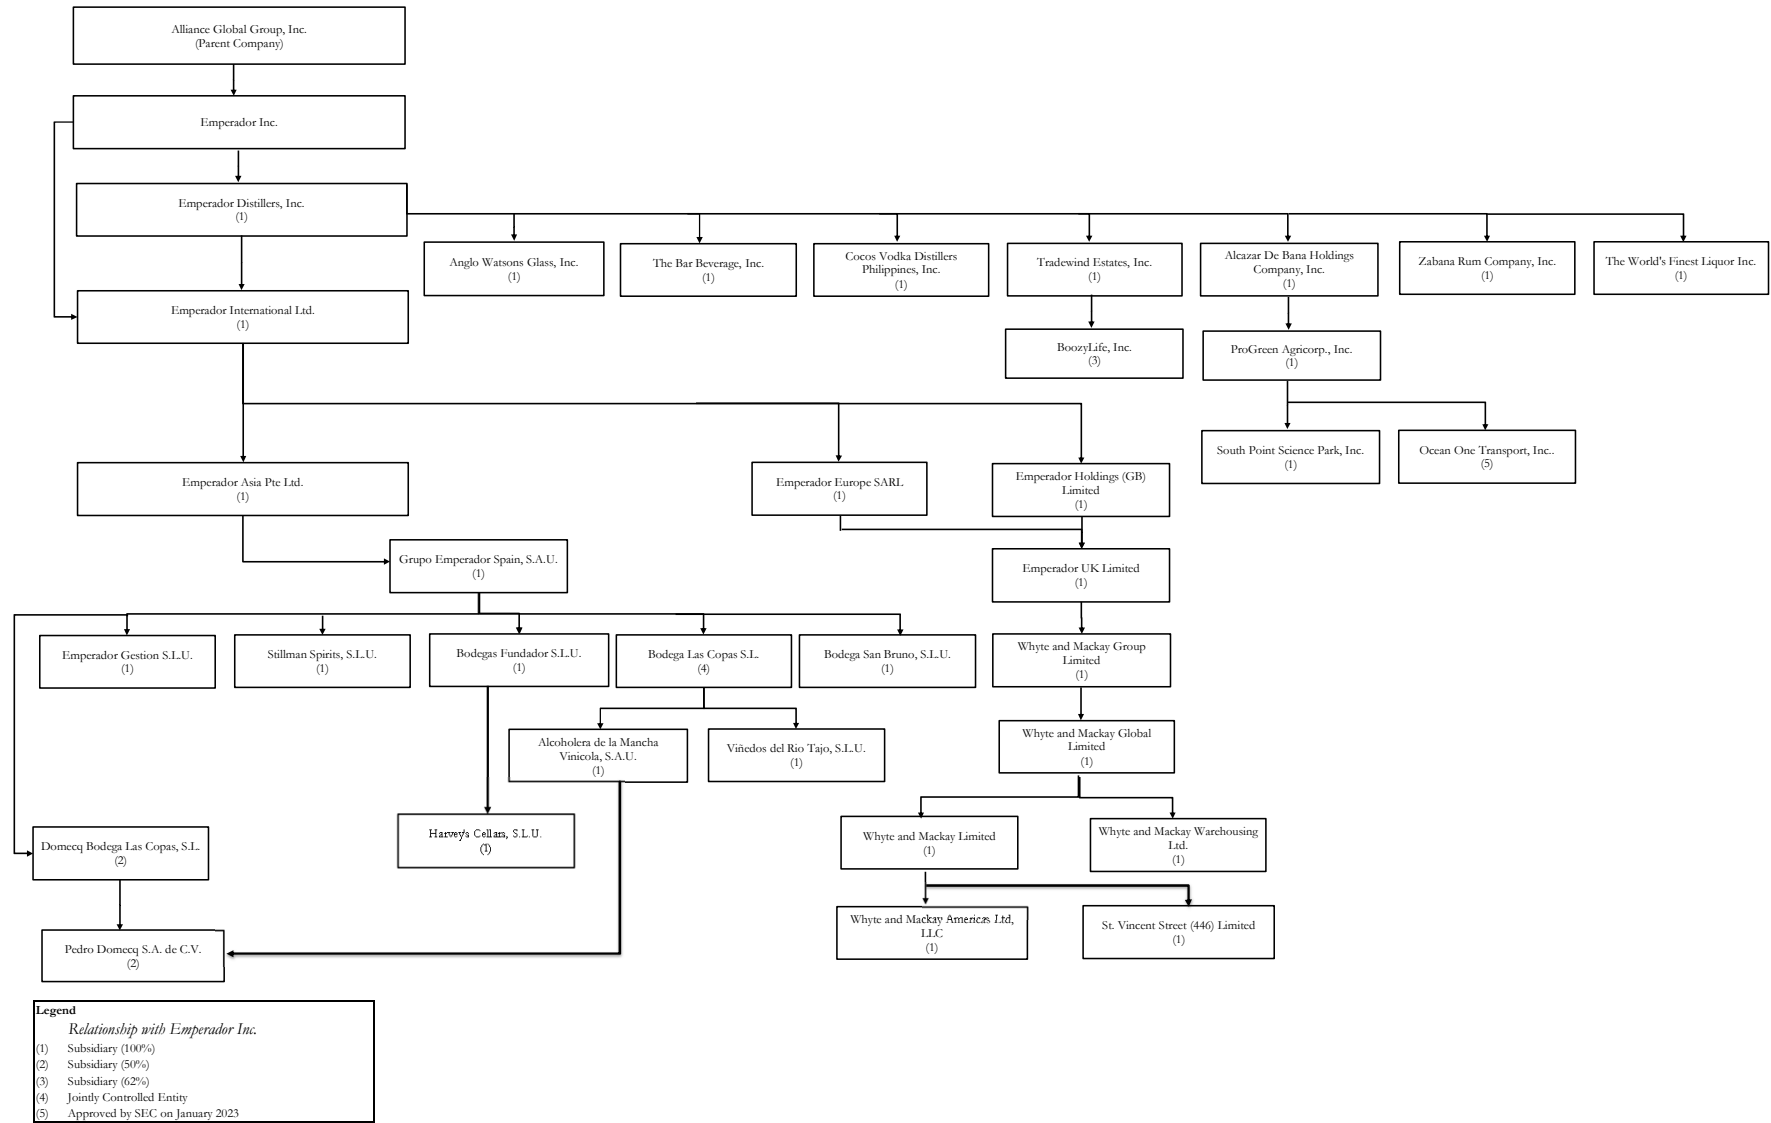 Alliance Global Group, Inc.
(Parent Company)
Emperador Inc.
Emperador Distillers, Inc.
(1)
Anglo Watsons Glass, Inc.
(1)
The Bar Beverage, Inc.
(1)
Cocos Vodka Distillers
Philippines, Inc.
(1)
Tradewind Estates, Inc.
(1)
Alcazar De Bana Holdings
Company, Inc.
(1)
Zabana Rum Company, Inc.
(1)
The World's Finest Liquor Inc.
(1)
Emperador International Ltd.
(1)
BoozyLife, Inc.
(3)
ProGreen Agricorp., Inc.
(1)
South Point Science Park, Inc.
(1)
Ocean One Transport, Inc..
(5)
Emperador Asia Pte Ltd.
(1)
Emperador Europe SARL
(1)
Emperador Holdings (GB)
Limited
(1)
Grupo Emperador Spain, S.A.U.
(1)
Emperador UK Limited
(1)
Emperador Gestion S.L.U.
(1)
Stillman Spirits, S.L.U.
(1)
Bodegas Fundador S.L.U.
(1)
Bodega Las Copas S.L.
(4)
Bodega San Bruno, S.L.U.
(1)
Whyte and Mackay Group
Limited
(1)
Alcoholera de la Mancha
Vinicola, S.A.U.
(1)
Viñedos del Rio Tajo, S.L.U.
(1)
Whyte and Mackay Global
Limited
(1)
Harvey's Cellars, S.L.U.
(1)
Domecq Bodega Las Copas, S.L.
(2)
Whyte and Mackay Limited
(1)
Whyte and Mackay Warehousing
Ltd.
(1)
Pedro Domecq S.A. de C.V.
(2)
Whyte and Mackay Americas Ltd,
LLC
(1)
St. Vincent Street (446) Limited
(1)
Legend
Relationship with Emperador Inc.
(1) Subsidiary (100%)
(2) Subsidiary (50%)
(3) Subsidiary (62%)
(4) Jointly Controlled Entity
(5) Approved by SEC on January 2023